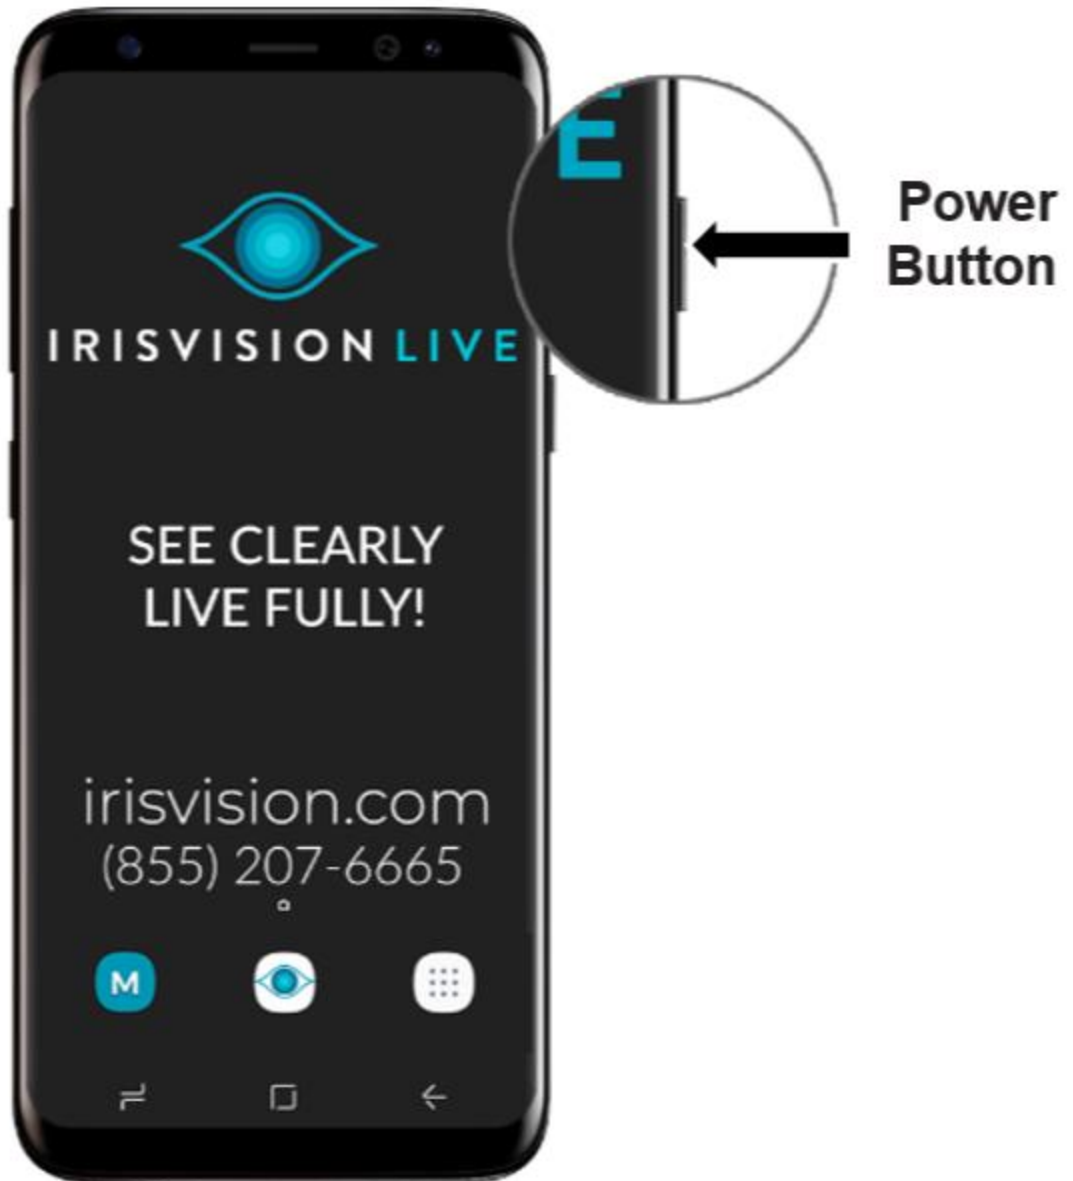 IRISVISION LIVE
E
Power
Button
SEE CLEARLY
LIVE FULLY!
irisvision.com
(855) 207-6665
M